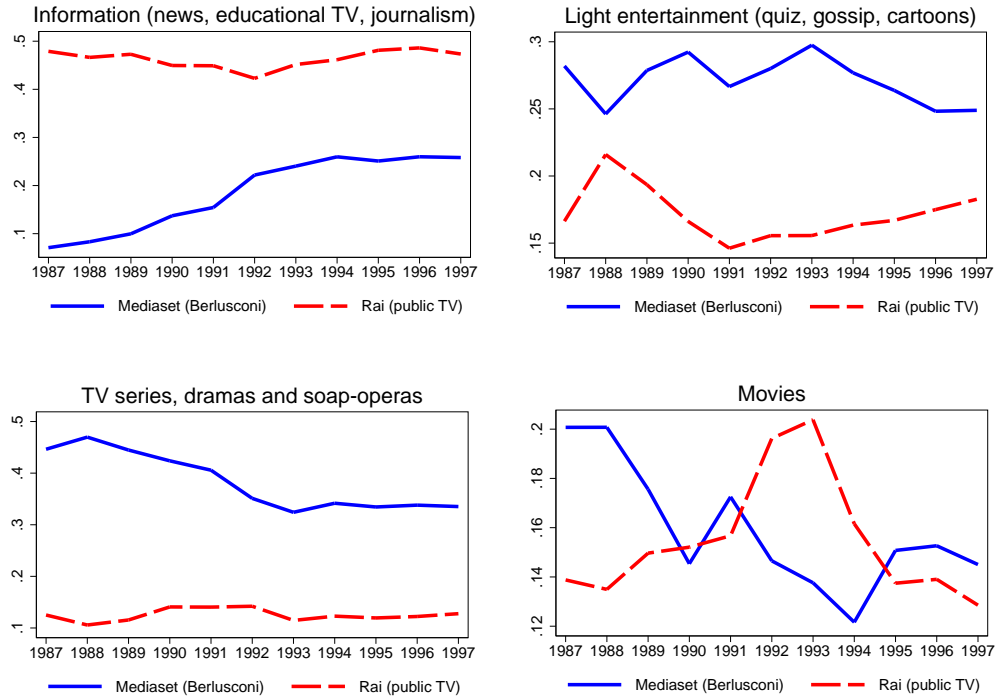 Information (news, educational TV, journalism)
.5
.4
.3
.2
.1
1987 1988 1989 1990 1991 1992 1993 1994 1995 1996 1997
Mediaset (Berlusconi) Rai (public TV)
Light entertainment (quiz, gossip, cartoons)
.3
.25
.2
.15
1987 1988 1989 1990 1991 1992 1993 1994 1995 1996 1997
Mediaset (Berlusconi) Rai (public TV)
TV series, dramas and soap-operas
.5
.4
.3
.2
.1
1987 1988 1989 1990 1991 1992 1993 1994 1995 1996 1997
Mediaset (Berlusconi) Rai (public TV)
Movies
.2
.18
.16
.14
.12
1987 1988 1989 1990 1991 1992 1993 1994 1995 1996 1997
Mediaset (Berlusconi) Rai (public TV)